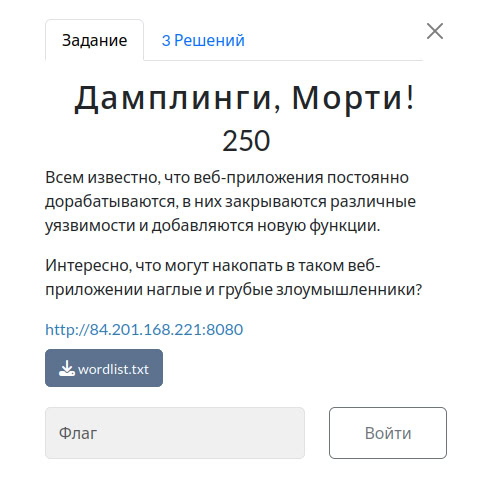 Задание
3 Решений
Дамплинги, Морти!
250
Всем известно, что веб-приложения постоянно
дорабатываются, в них закрываются различные
уязвимости и добавляются новую функции.
Интересно, что могут накопать в таком веб-
приложении наглые и грубые злоумышленники?
http://84.201.168.221:8080
wordlist.txt
Флаг
Войти